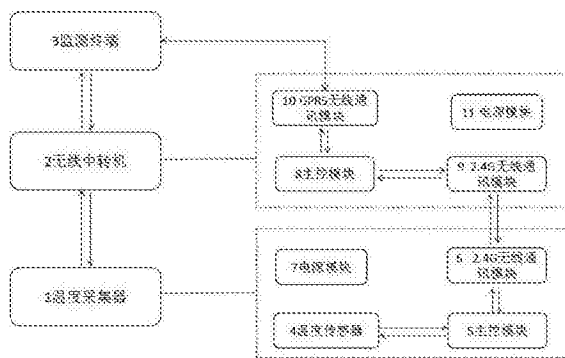 3监测终端
10 GPRS无线通
讯模块
11 电源模块
2无线中转机
8主控模块
9 2.4G无线通
讯模块
6 2.4G无线通
讯模块
7电源模块
1温度采集器
4温度传感器
5主控模块